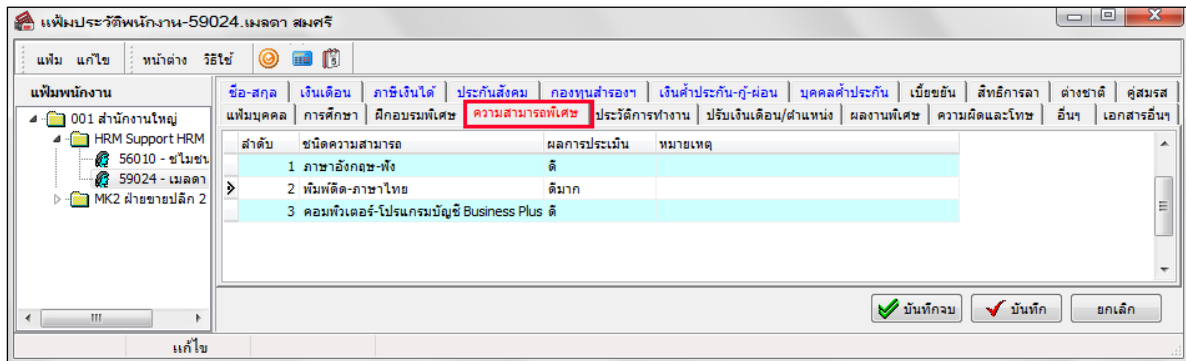 แฟ้มประวัติพนักงาน-59024.เมลดา สมศรี
แฟ้ม แก้ไข หน้าต่าง วิธีใช้
แฟ้มพนักงาน
001 สำนักงานใหญ่
HRM Support HRM
56010 - ชไมชน
59024 - เมลดา
MK2 ฝ่ายขายปลีก 2
ชื่อ-สกุล เงินเดือน ภาษีเงินได้ ประกันสังคม กองทุนสำรองฯ เงินค้ำประกัน-กู้-ผ่อน บุคคลค้ำประกัน เบี้ยขยัน สิทธิการลา ต่างชาติ คู่สมรส
แฟ้มบุคคล การศึกษา ฝึกอบรมพิเศษ ความสามารถพิเศษ ประวัติการทำงาน ปรับเงินเดือน/ตำแหน่ง ผลงานพิเศษ ความผิดและโทษ อื่นๆ เอกสารอื่นๆ
ลำดับ ชนิดความสามารถ ผลการประเมิน หมายเหตุ
1 ภาษาอังกฤษ-ฟัง ดี
2 พิมพ์ดีด-ภาษาไทย ดีมาก
3 คอมพิวเตอร์-โปรแกรมบัญชี Business Plus ดี
บันทึกจบ บันทึก ยกเลิก
แก้ไข